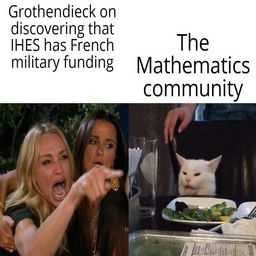 Grothendieck on
discovering that
IHES has French
military funding
The
Mathematics
community